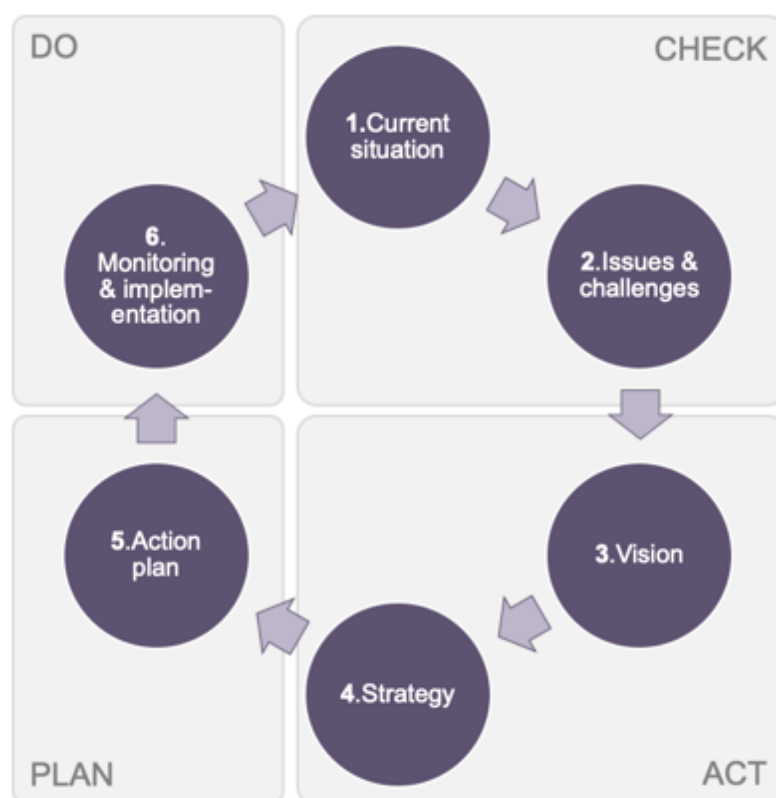 DO
CHECK
1.Current
situation
2.Issues &
challenges
3.Vision
4.Strategy
5.Action
plan
6.
Monitoring
& implem-
entation
PLAN
ACT